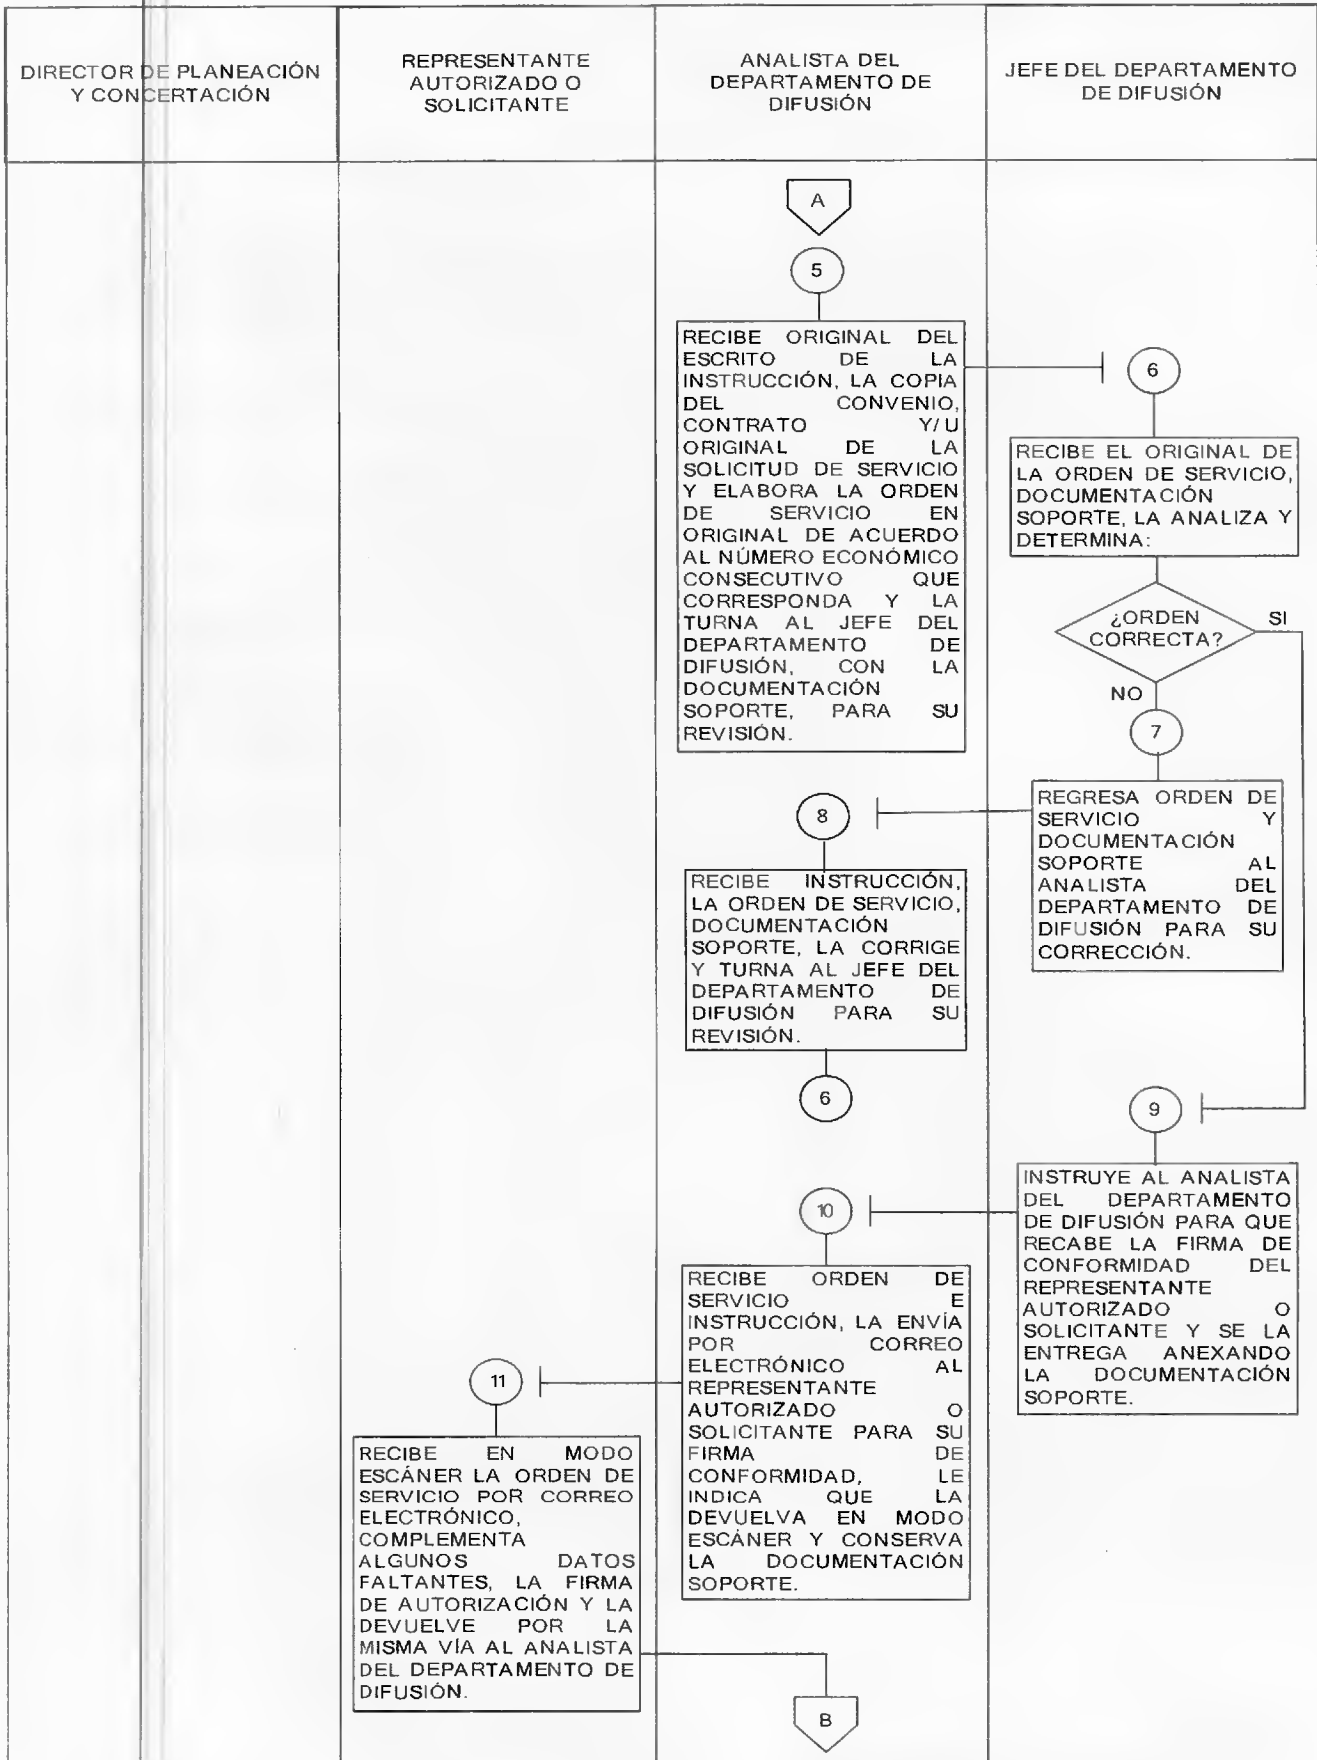 DIRECTOR DE PLANEACIÓN
Y CONCERTACIÓN
REPRESENTANTE
AUTORIZADO O
SOLICITANTE
ANALISTA DEL
DEPARTAMENTO DE
DIFUSIÓN
JEFE DEL DEPARTAMENTO
DE DIFUSIÓN
A
5
RECIBE ORIGINAL DEL
ESCRITO DE LA
INSTRUCCIÓN, LA COPIA
DEL CONVENIO,
CONTRATO Y/U
ORIGINAL DE LA
SOLICITUD DE SERVICIO
Y ELABORA LA ORDEN
DE SERVICIO EN
ORIGINAL DE ACUERDO
AL NÚMERO ECONÓMICO
CONSECUTIVO QUE
CORRESPONDA Y LA
TURNA AL JEFE DEL
DEPARTAMENTO DE
DIFUSIÓN, CON LA
DOCUMENTACIÓN
SOPORTE, PARA SU
REVISIÓN.
6
RECIBE EL ORIGINAL DE
LA ORDEN DE SERVICIO,
DOCUMENTACIÓN
SOPORTE, LA ANALIZA Y
DETERMINA:
¿ORDEN
CORRECTA?
SI
NO
7
REGRESA ORDEN DE
SERVICIO Y
DOCUMENTACIÓN
SOPORTE AL
ANALISTA DEL
DEPARTAMENTO DE
DIFUSIÓN PARA SU
CORRECCIÓN.
8
RECIBE INSTRUCCIÓN,
LA ORDEN DE SERVICIO,
DOCUMENTACIÓN
SOPORTE, LA CORRIGE
Y TURNA AL JEFE DEL
DEPARTAMENTO DE
DIFUSIÓN PARA SU
REVISIÓN.
6
9
INSTRUYE AL ANALISTA
DEL DEPARTAMENTO
DE DIFUSIÓN PARA QUE
RECABE LA FIRMA DE
CONFORMIDAD DEL
REPRESENTANTE
AUTORIZADO O
SOLICITANTE Y SE LA
ENTREGA ANEXANDO
LA DOCUMENTACIÓN
SOPORTE.
10
RECIBE ORDEN DE
SERVICIO E
INSTRUCCIÓN, LA ENVÍA
POR CORREO
ELECTRÓNICO AL
REPRESENTANTE
AUTORIZADO O
SOLICITANTE PARA SU
FIRMA DE
CONFORMIDAD, LE
INDICA QUE LA
DEVUELVA EN MODO
ESCÁNER Y CONSERVA
LA DOCUMENTACIÓN
SOPORTE.
11
RECIBE EN MODO
ESCÁNER LA ORDEN DE
SERVICIO POR CORREO
ELECTRÓNICO,
COMPLEMENTA
ALGUNOS DATOS
FALTANTES, LA FIRMA
DE AUTORIZACIÓN Y LA
DEVUELVE POR LA
MISMA VÍA AL ANALISTA
DEL DEPARTAMENTO DE
DIFUSIÓN.
B